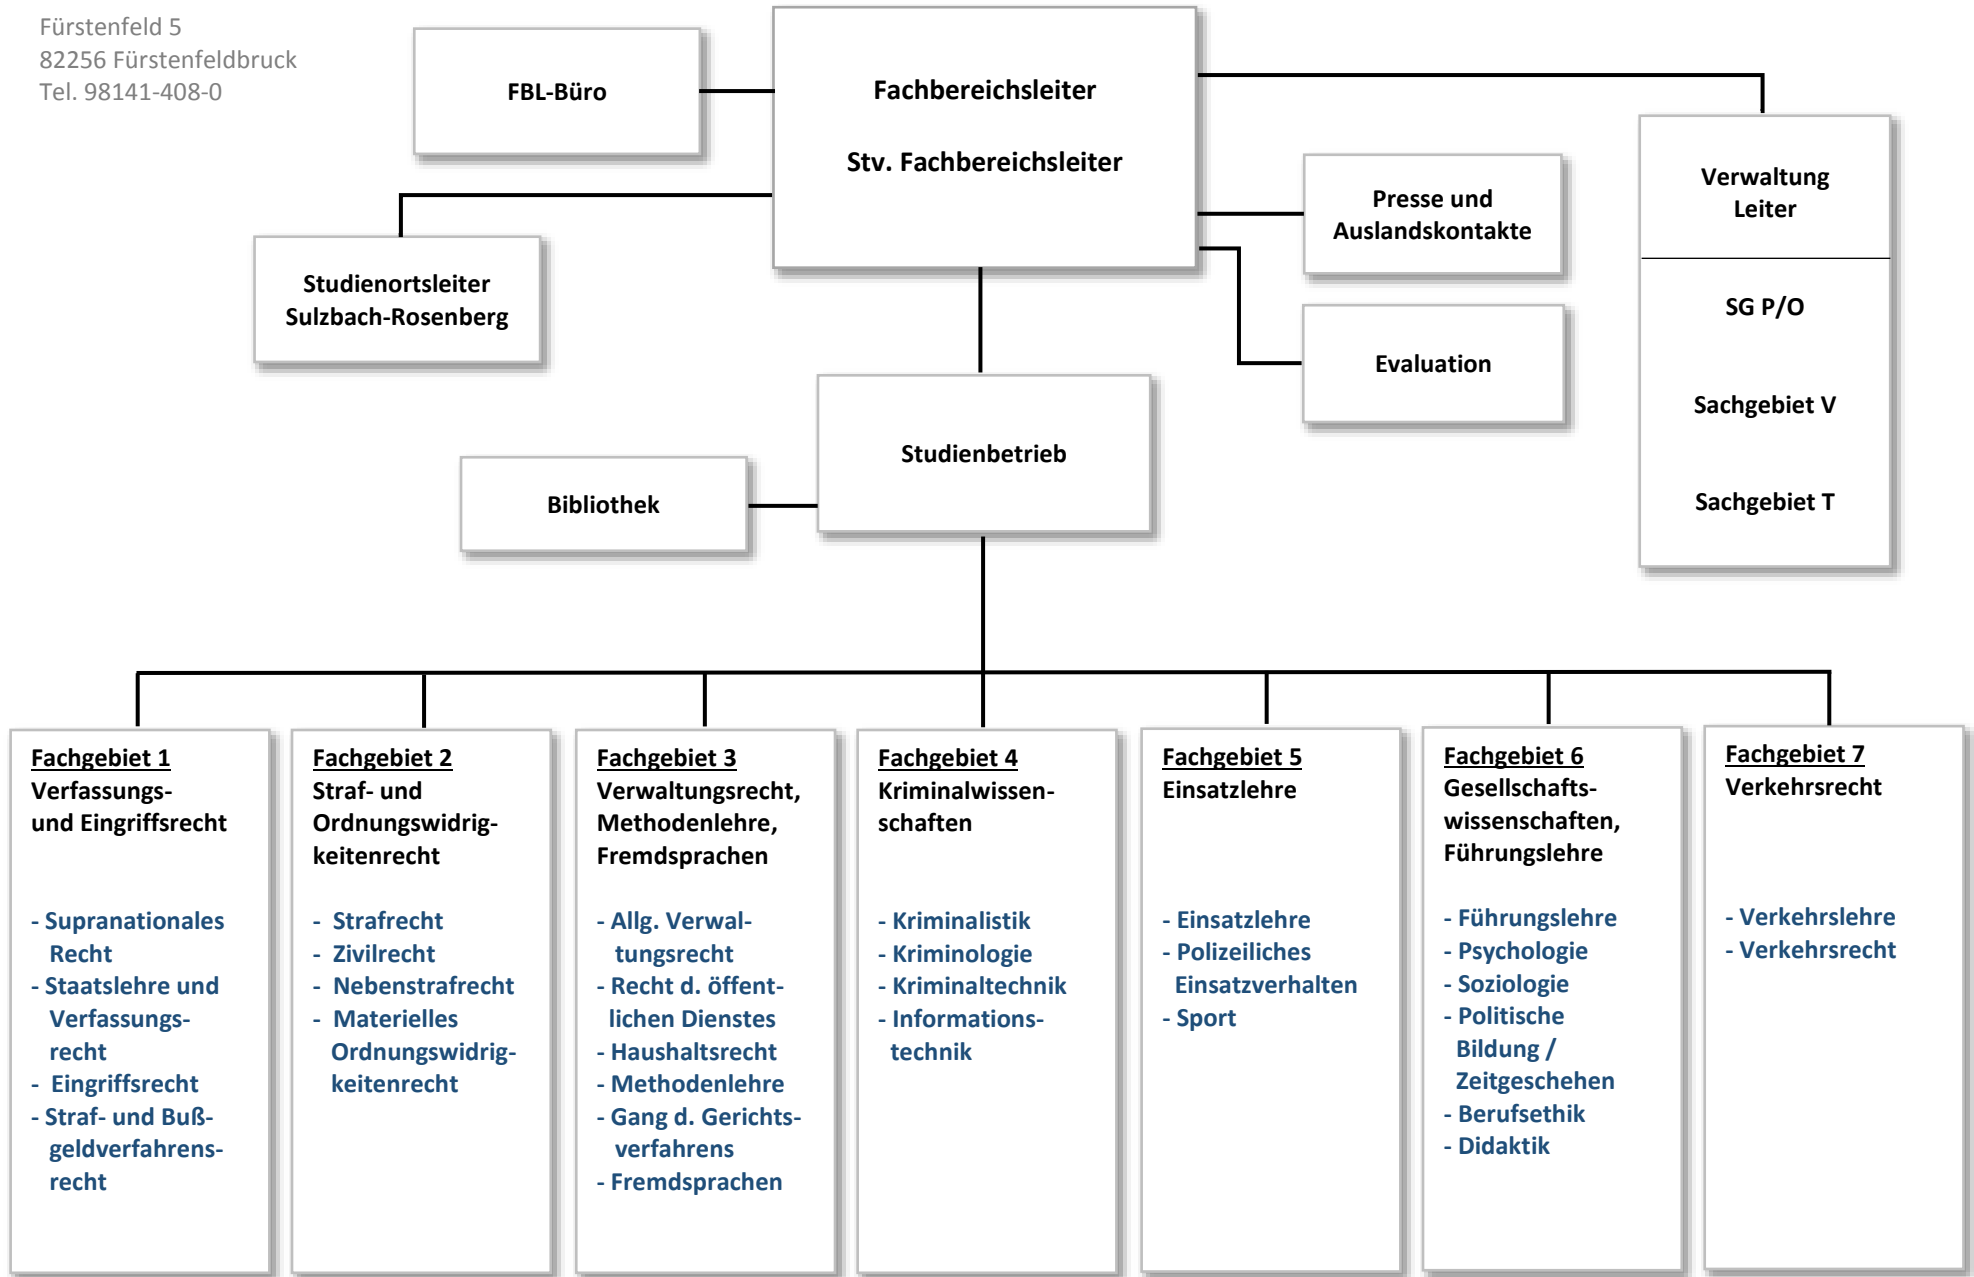 Fürstenfeld 5
82256 Fürstenfeldbruck
Tel. 98141-408-0
FBL-Büro
Fachbereichsleiter
Stv. Fachbereichsleiter
Verwaltung
Leiter
SG P/O
Sachgebiet V
Sachgebiet T
Presse und
Auslandskontakte
Studienortsleiter
Sulzbach-Rosenberg
Evaluation
Studienbetrieb
Bibliothek
Fachgebiet 1
Verfassungs-
und Eingriffsrecht
- Supranationales
Recht
- Staatslehre und
Verfassungs-
recht
- Eingriffsrecht
- Straf- und Buß-
geldverfahrens-
recht
Fachgebiet 2
Straf- und
Ordnungswidrig-
keitenrecht
- Strafrecht
- Zivilrecht
- Nebenstrafrecht
- Materielles
Ordnungswidrig-
keitenrecht
Fachgebiet 3
Verwaltungsrecht,
Methodenlehre,
Fremdsprachen
- Allg. Verwal-
tungsrecht
- Recht d. öffent-
lichen Dienstes
- Haushaltsrecht
- Methodenlehre
- Gang d. Gerichts-
verfahrens
- Fremdsprachen
Fachgebiet 4
Kriminalwissen-
schaften
- Kriminalistik
- Kriminologie
- Kriminaltechnik
- Informations-
technik
Fachgebiet 5
Einsatzlehre
- Einsatzlehre
- Polizeiliches
Einsatzverhalten
- Sport
Fachgebiet 6
Gesellschafts-
wissenschaften,
Führungslehre
- Führungslehre
- Psychologie
- Soziologie
- Politische
Bildung /
Zeitgeschehen
- Berufsethik
- Didaktik
Fachgebiet 7
Verkehrsrecht
- Verkehrslehre
- Verkehrsrecht